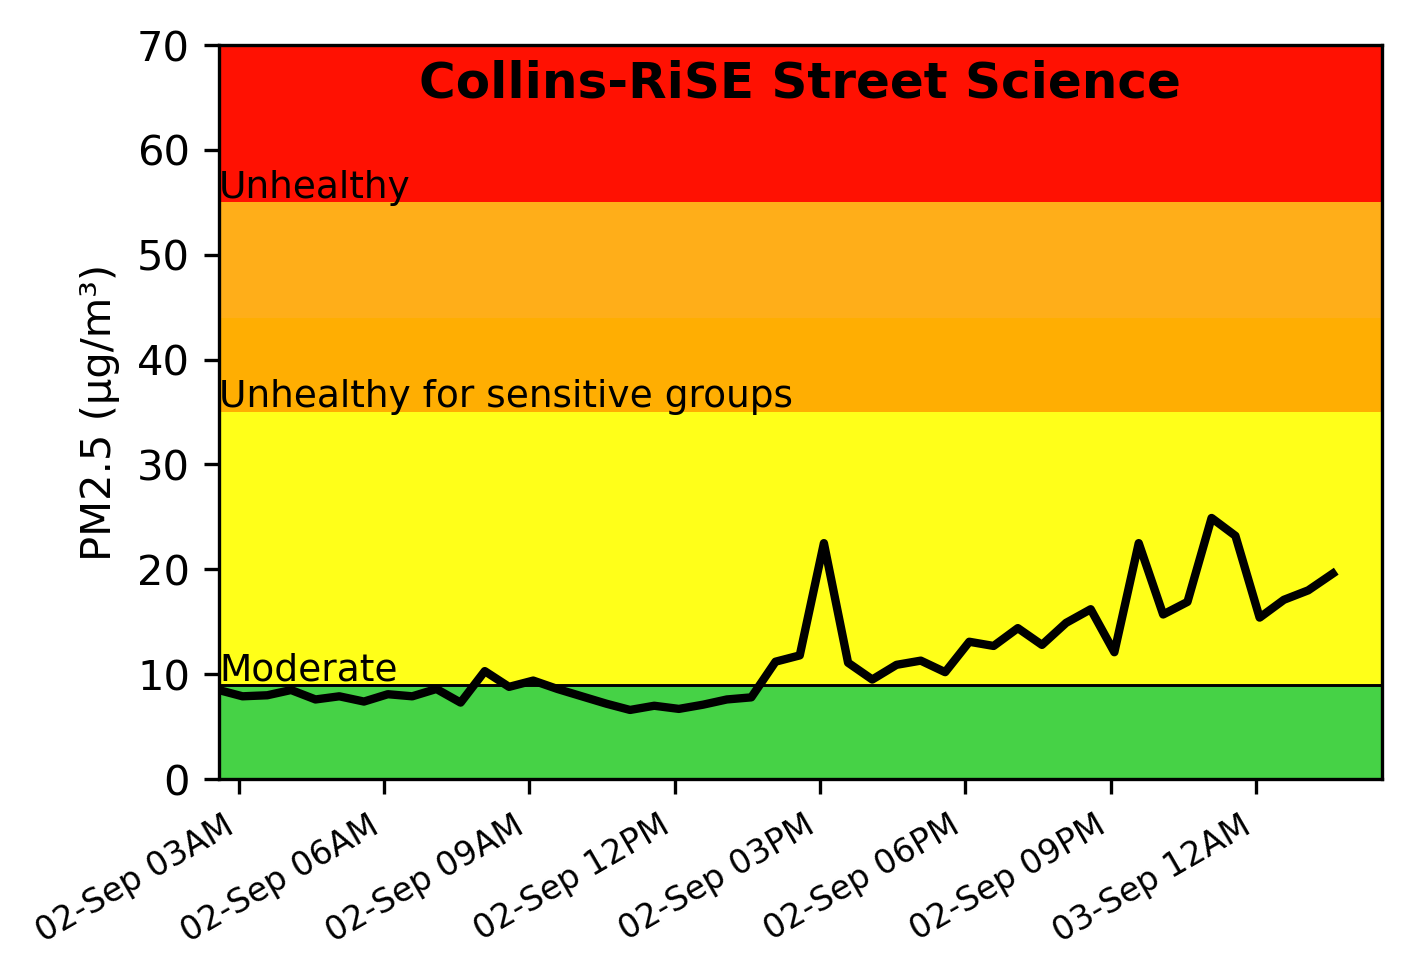 Collins-RiSE Street Science
70
60
Unhealthy
50
40
Unhealthy for sensitive groups
30
20
10
Moderate
0
PM2.5 (µg/m³)
02-Sep 03AM
02-Sep 06AM
02-Sep 09AM
02-Sep 12PM
02-Sep 03PM
02-Sep 06PM
02-Sep 09PM
03-Sep 12AM